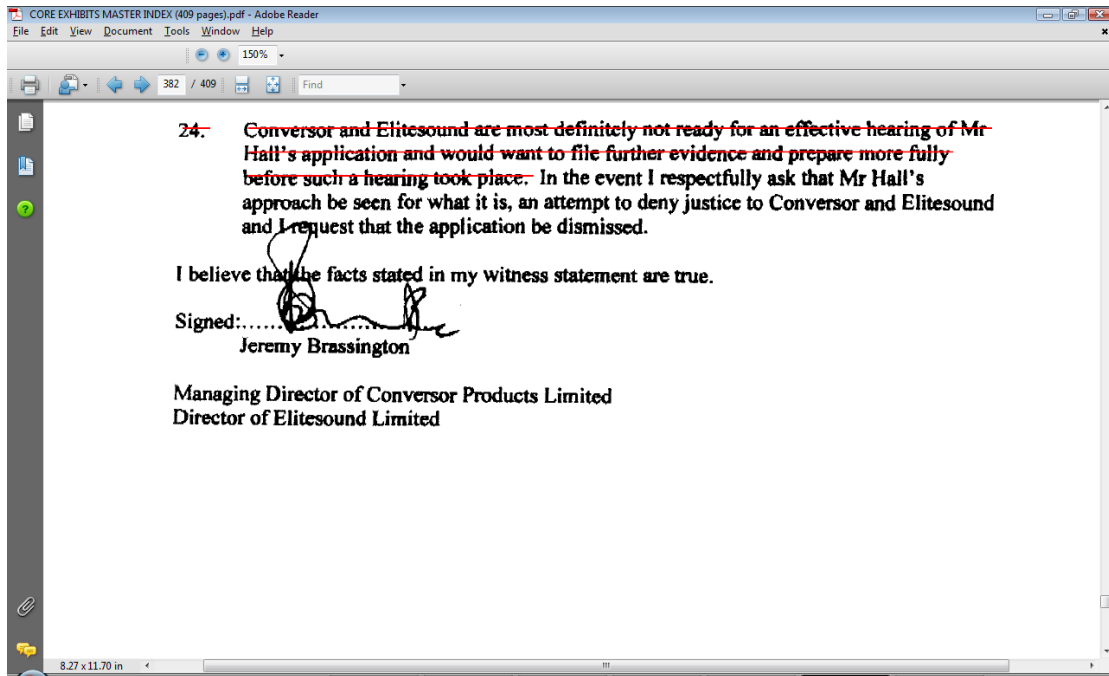 CORE EXHIBITS MASTER INDEX (409 pages).pdf - Adobe Reader
File Edit View Document Tools Window Help
150%
382 / 409 Find
24. Conversor and Elitesound are most definitely not ready for an effective hearing of Mr
Hall's application and would want to file further evidence and prepare more fully
before such a hearing took place. In the event I respectfully ask that Mr Hall's
approach be seen for what it is, an attempt to deny justice to Conversor and Elitesound
and I request that the application be dismissed.
I believe that the facts stated in my witness statement are true.
Signed:
Jeremy Brassington
Managing Director of Conversor Products Limited
Director of Elitesound Limited
8.27 x 11.70 in